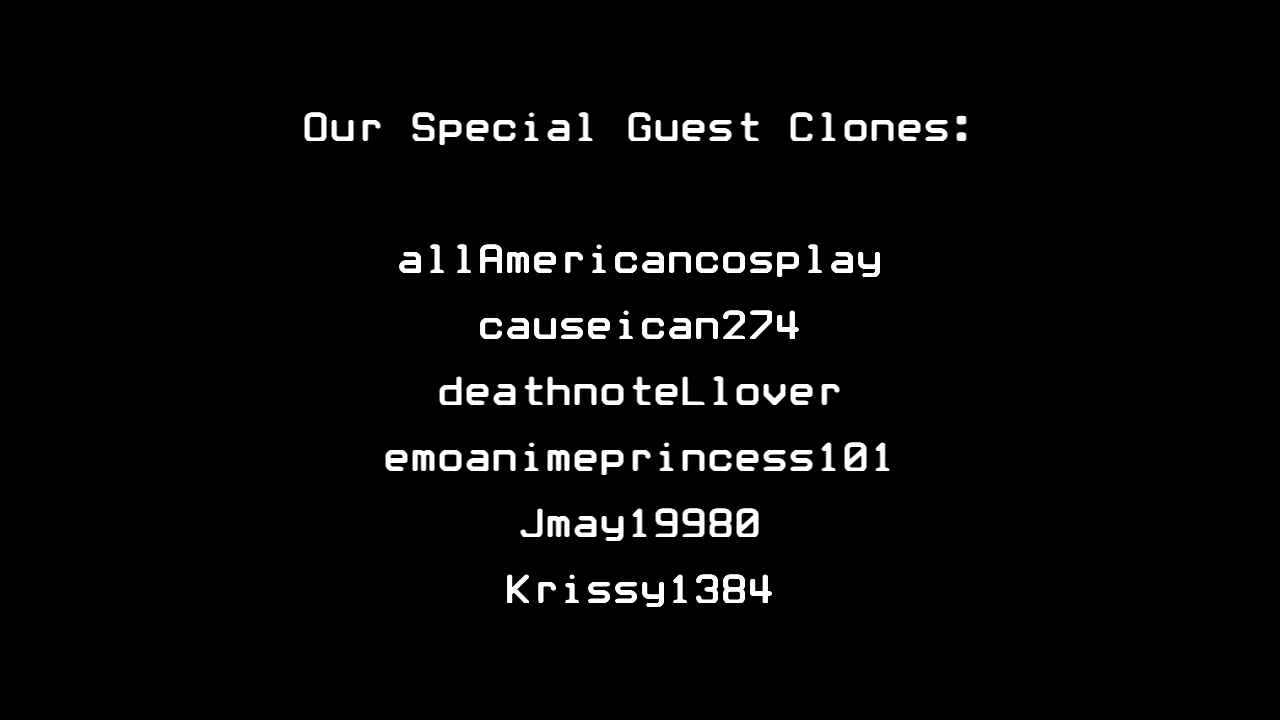 Our Special Guest Clones:
allAmericancosplay
causeican274
deathnoteLlover
emoanimeprincess101
Jmay19980
Krissy1384